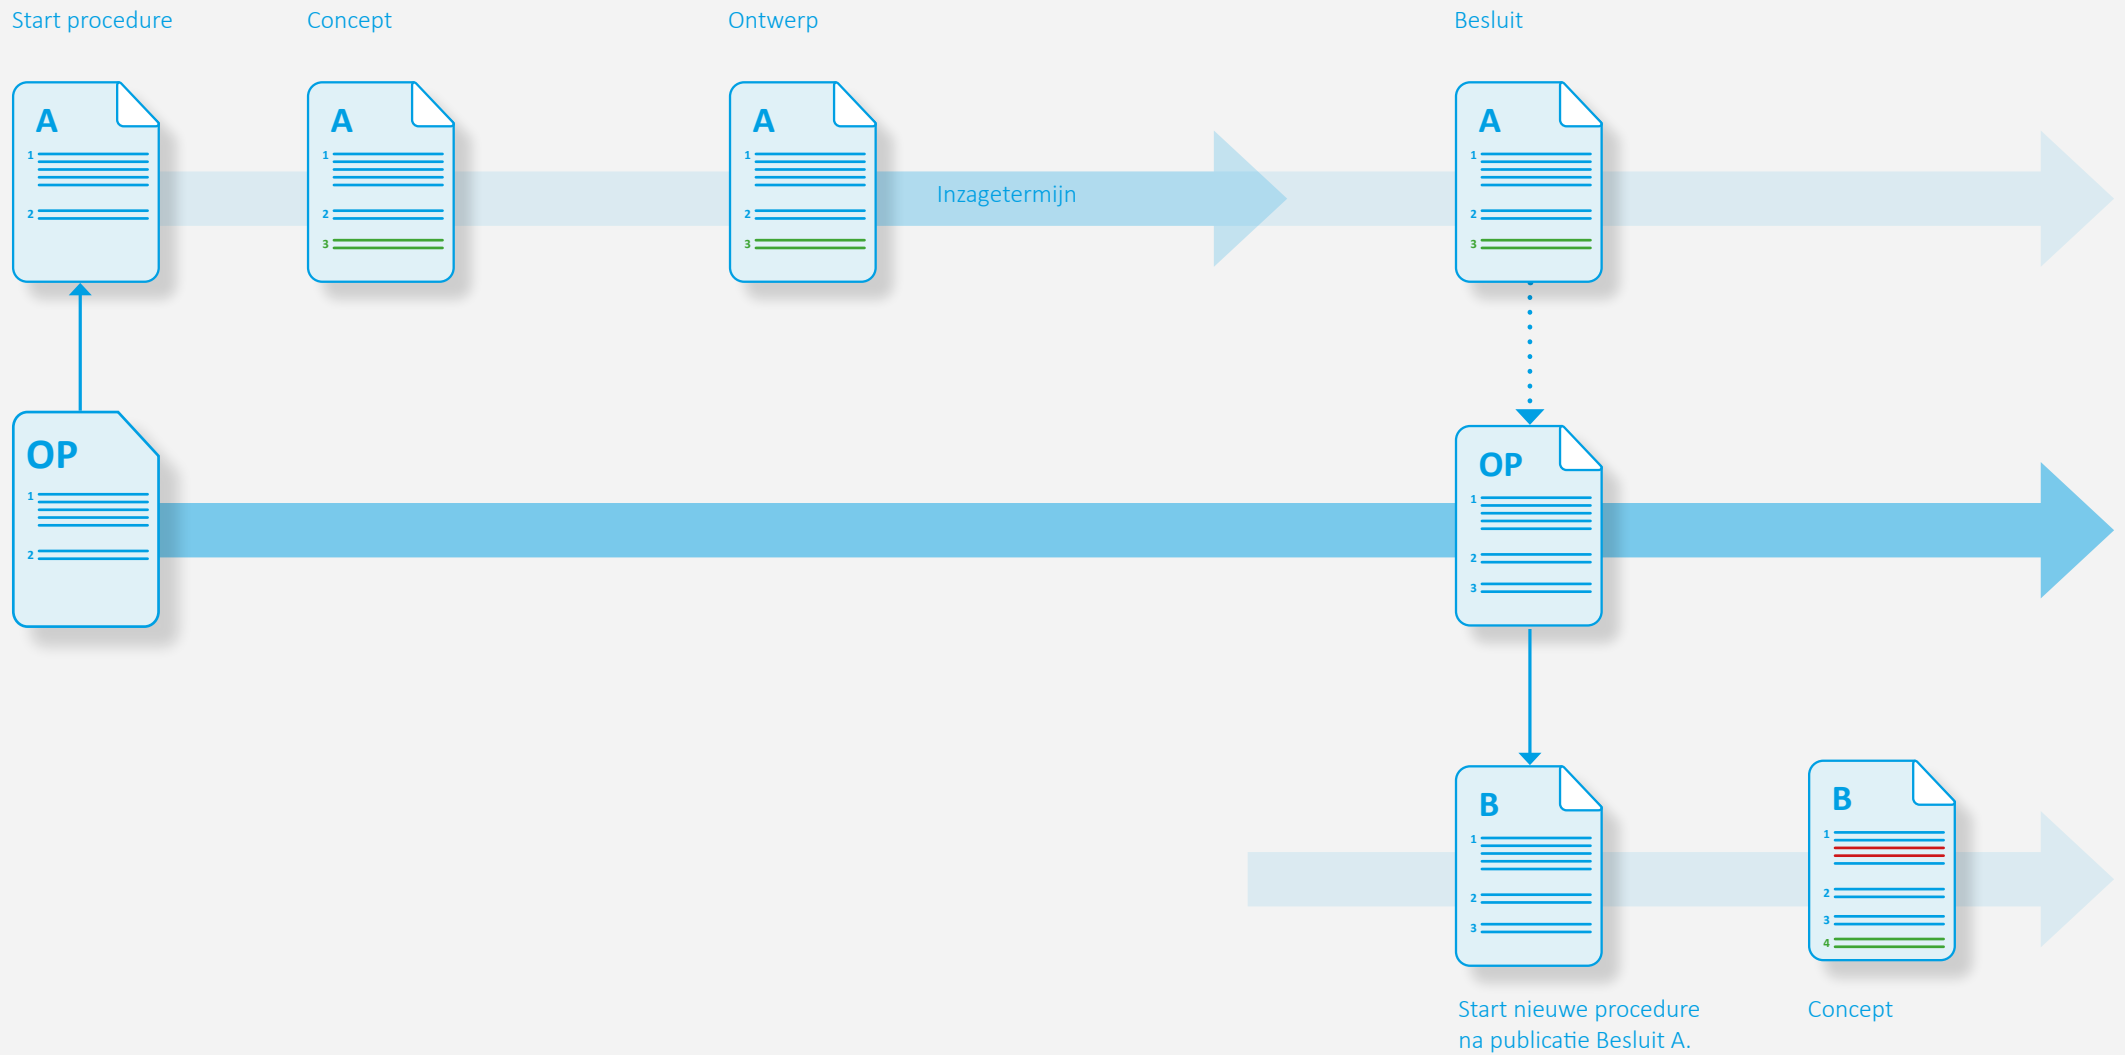 Start procedure
Concept
Ontwerp
Besluit
A
1
2
A
1
2
3
A
1
2
3
Inzagetermijn
A
1
2
3
OP
1
2
OP
1
2
3
B
1
2
3
B
1
2
3
4
Start nieuwe procedure
na publicatie Besluit A.
Concept